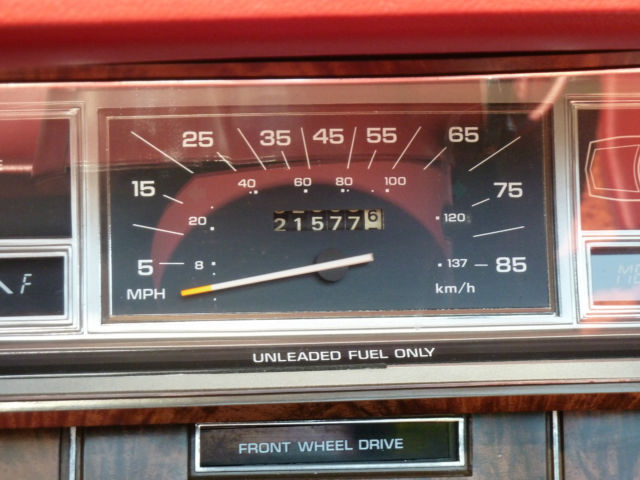 25 35 45 55 65
15 40 60 80 100 75
20 21577 6 120
5 8 137 85
MPH km/h
F
UNLEADED FUEL ONLY
FRONT WHEEL DRIVE